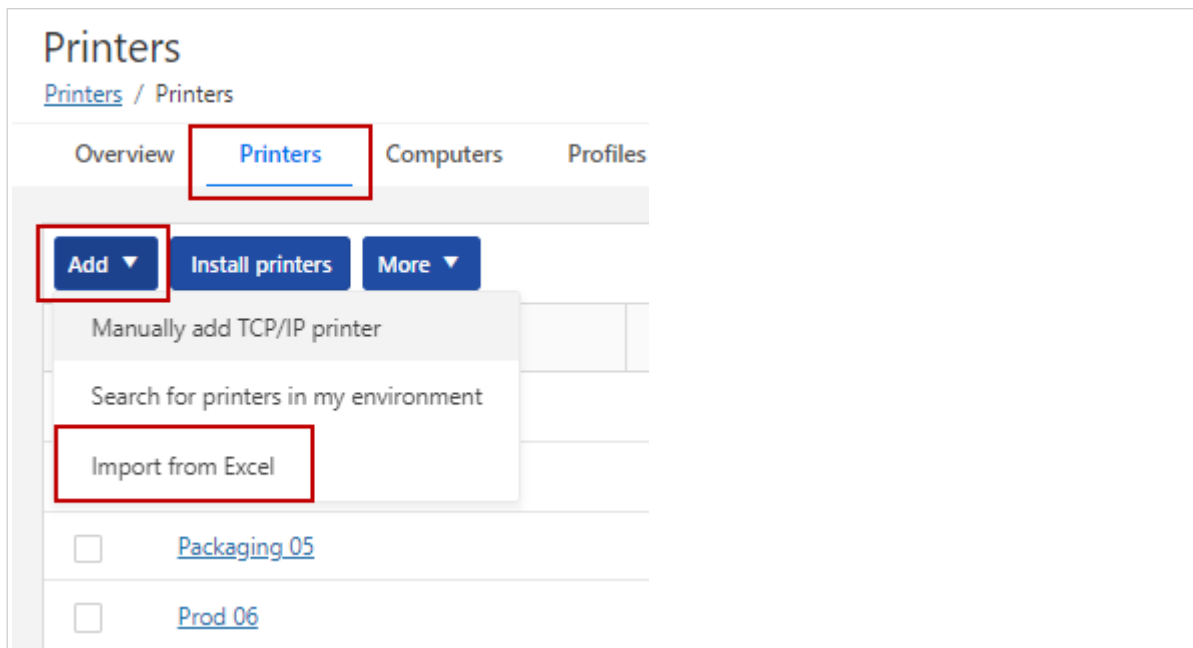 Printers
Printers / Printers
Overview Printers Computers Profiles
Add Install printers More
Manually add TCP/IP printer
Search for printers in my environment
Import from Excel
Packaging 05
Prod 06